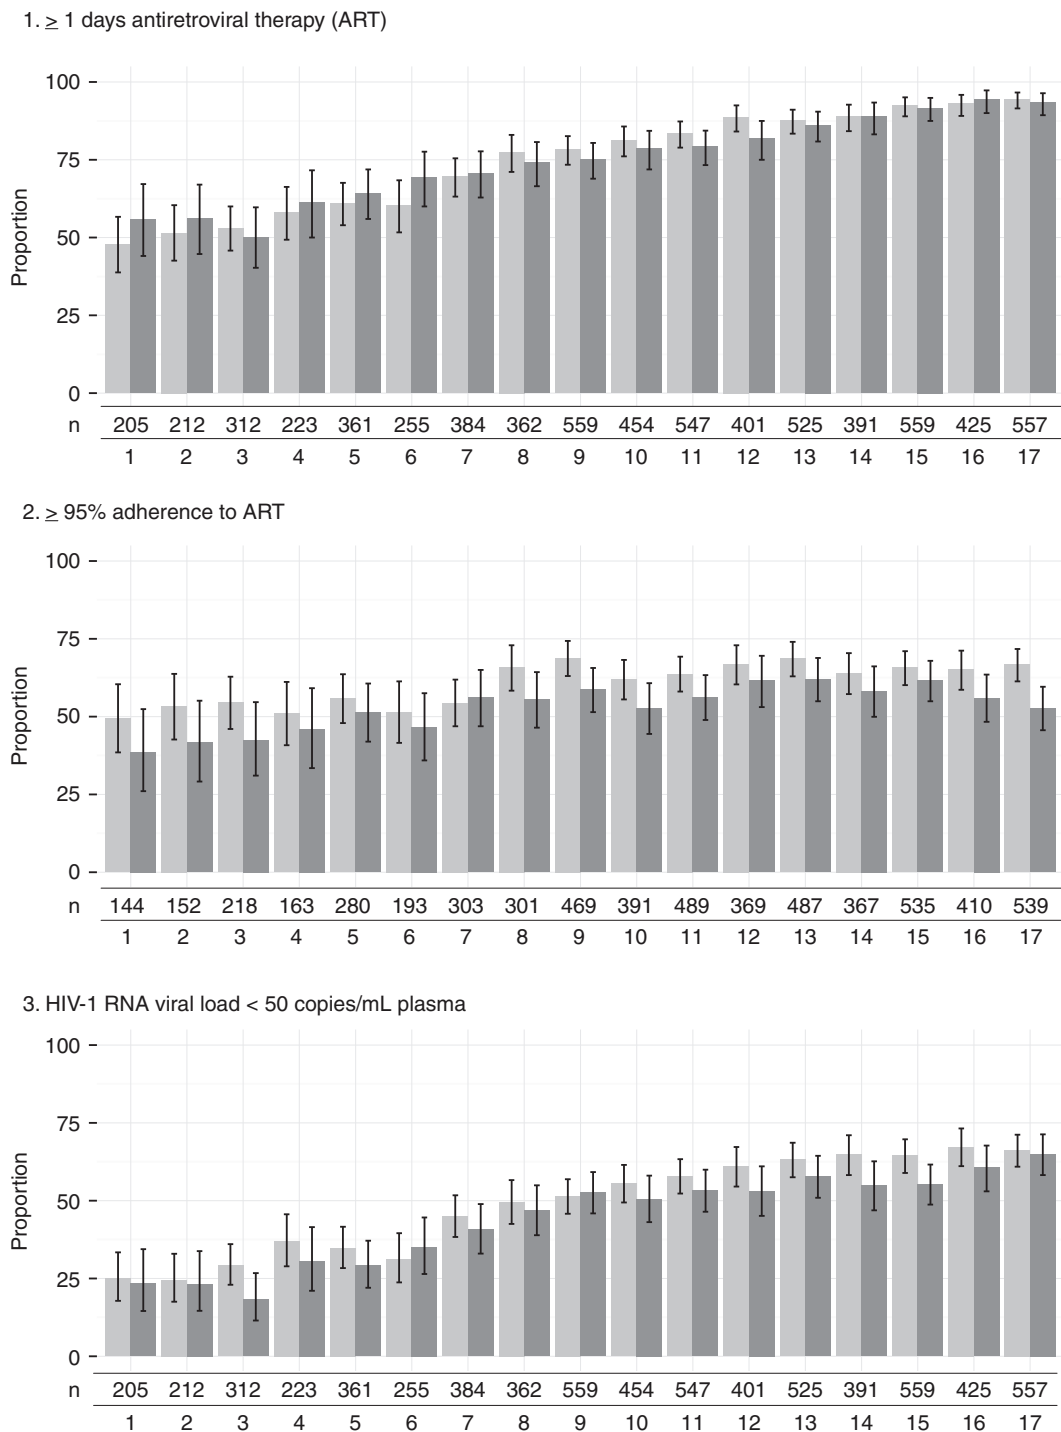 1. ≥ 1 days antiretroviral therapy (ART)
100
75
50
25
0
Proportion
n 205 212 312 223 361 255 384 362 559 454 547 401 525 391 559 425 557
1 2 3 4 5 6 7 8 9 10 11 12 13 14 15 16 17
2. ≥ 95% adherence to ART
100
75
50
25
0
Proportion
n 144 152 218 163 280 193 303 301 469 391 489 369 487 367 535 410 539
1 2 3 4 5 6 7 8 9 10 11 12 13 14 15 16 17
3. HIV-1 RNA viral load < 50 copies/mL plasma
100
75
50
25
0
Proportion
n 205 212 312 223 361 255 384 362 559 454 547 401 525 391 559 425 557
1 2 3 4 5 6 7 8 9 10 11 12 13 14 15 16 17